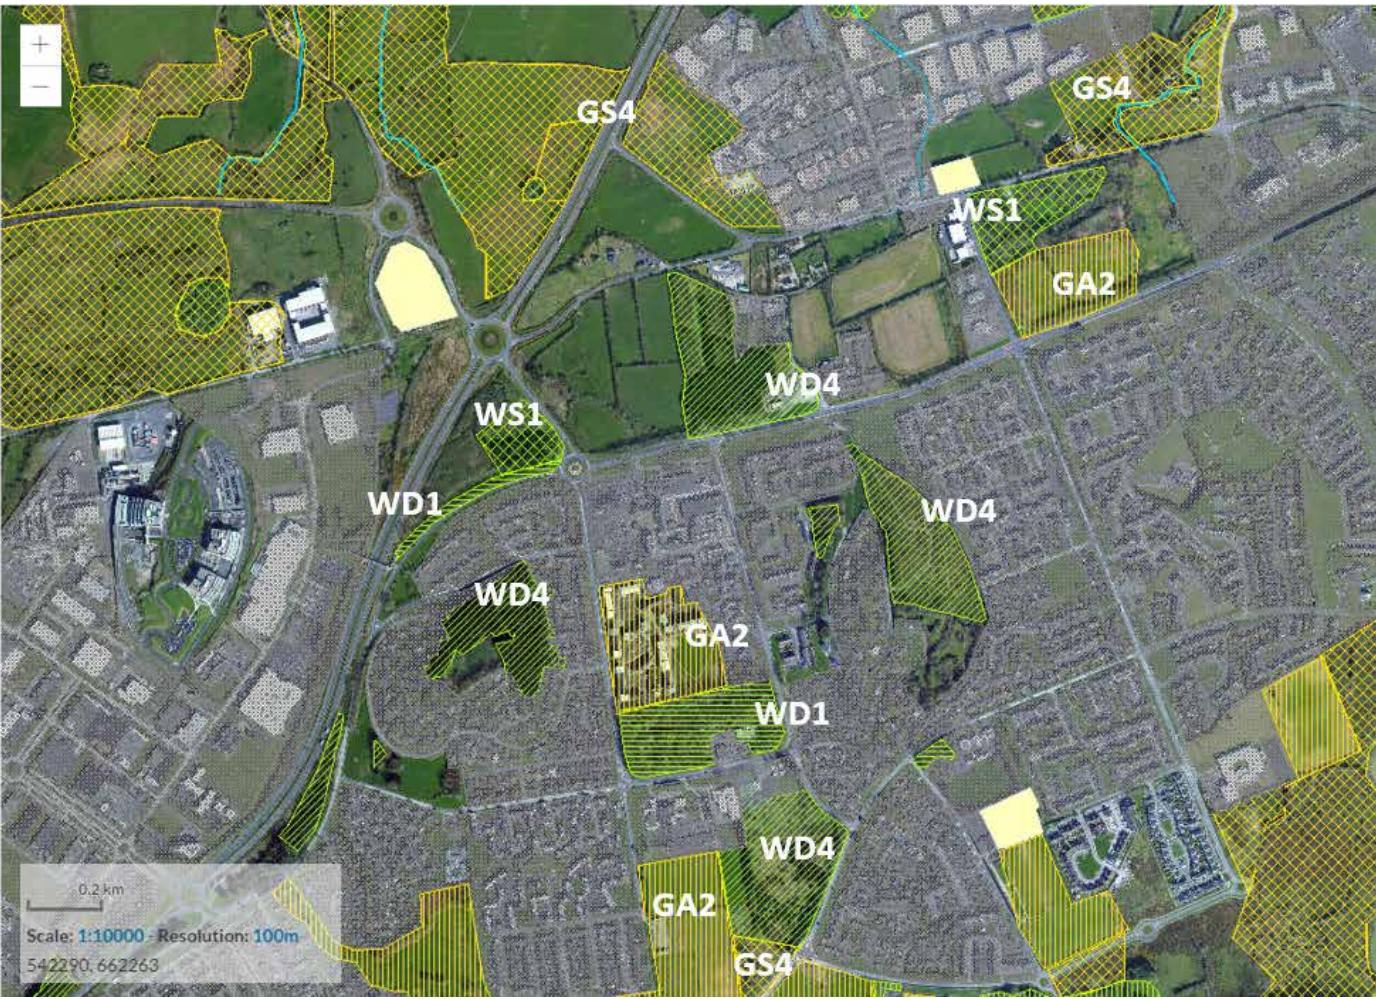 +
−
GS4
GS4
WS1
GA2
WD4
WS1
WD1
WD4
WD4
GA2
WD1
WD4
GA2
GS4
0.2 km
Scale: 1:10000 - Resolution: 100m
542290, 662263